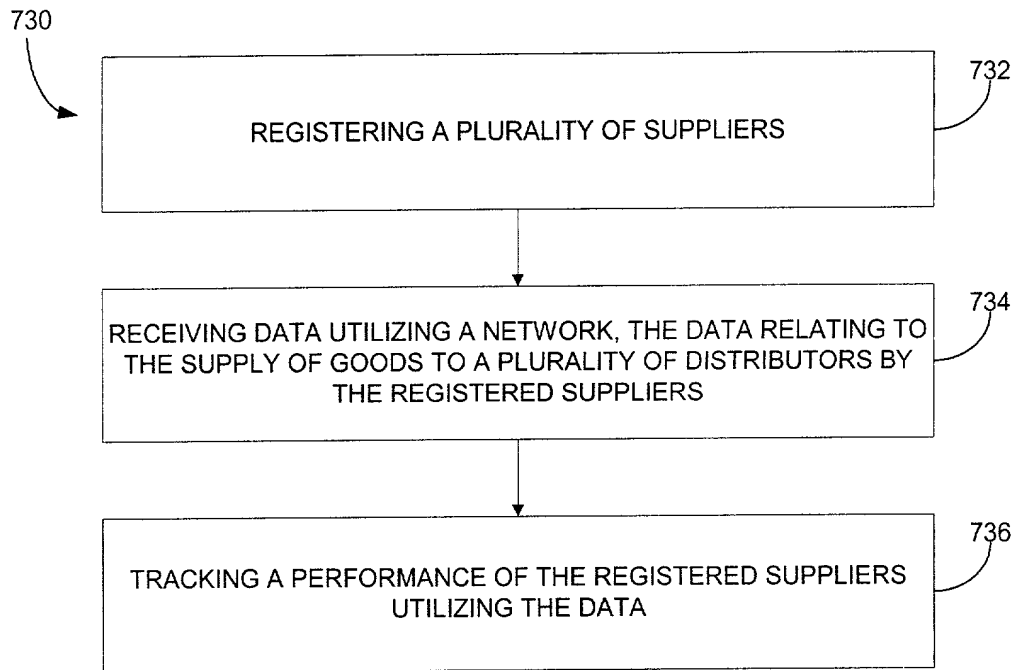 730
732
REGISTERING A PLURALITY OF SUPPLIERS
734
RECEIVING DATA UTILIZING A NETWORK, THE DATA RELATING TO
THE SUPPLY OF GOODS TO A PLURALITY OF DISTRIBUTORS BY
THE REGISTERED SUPPLIERS
736
TRACKING A PERFORMANCE OF THE REGISTERED SUPPLIERS
UTILIZING THE DATA